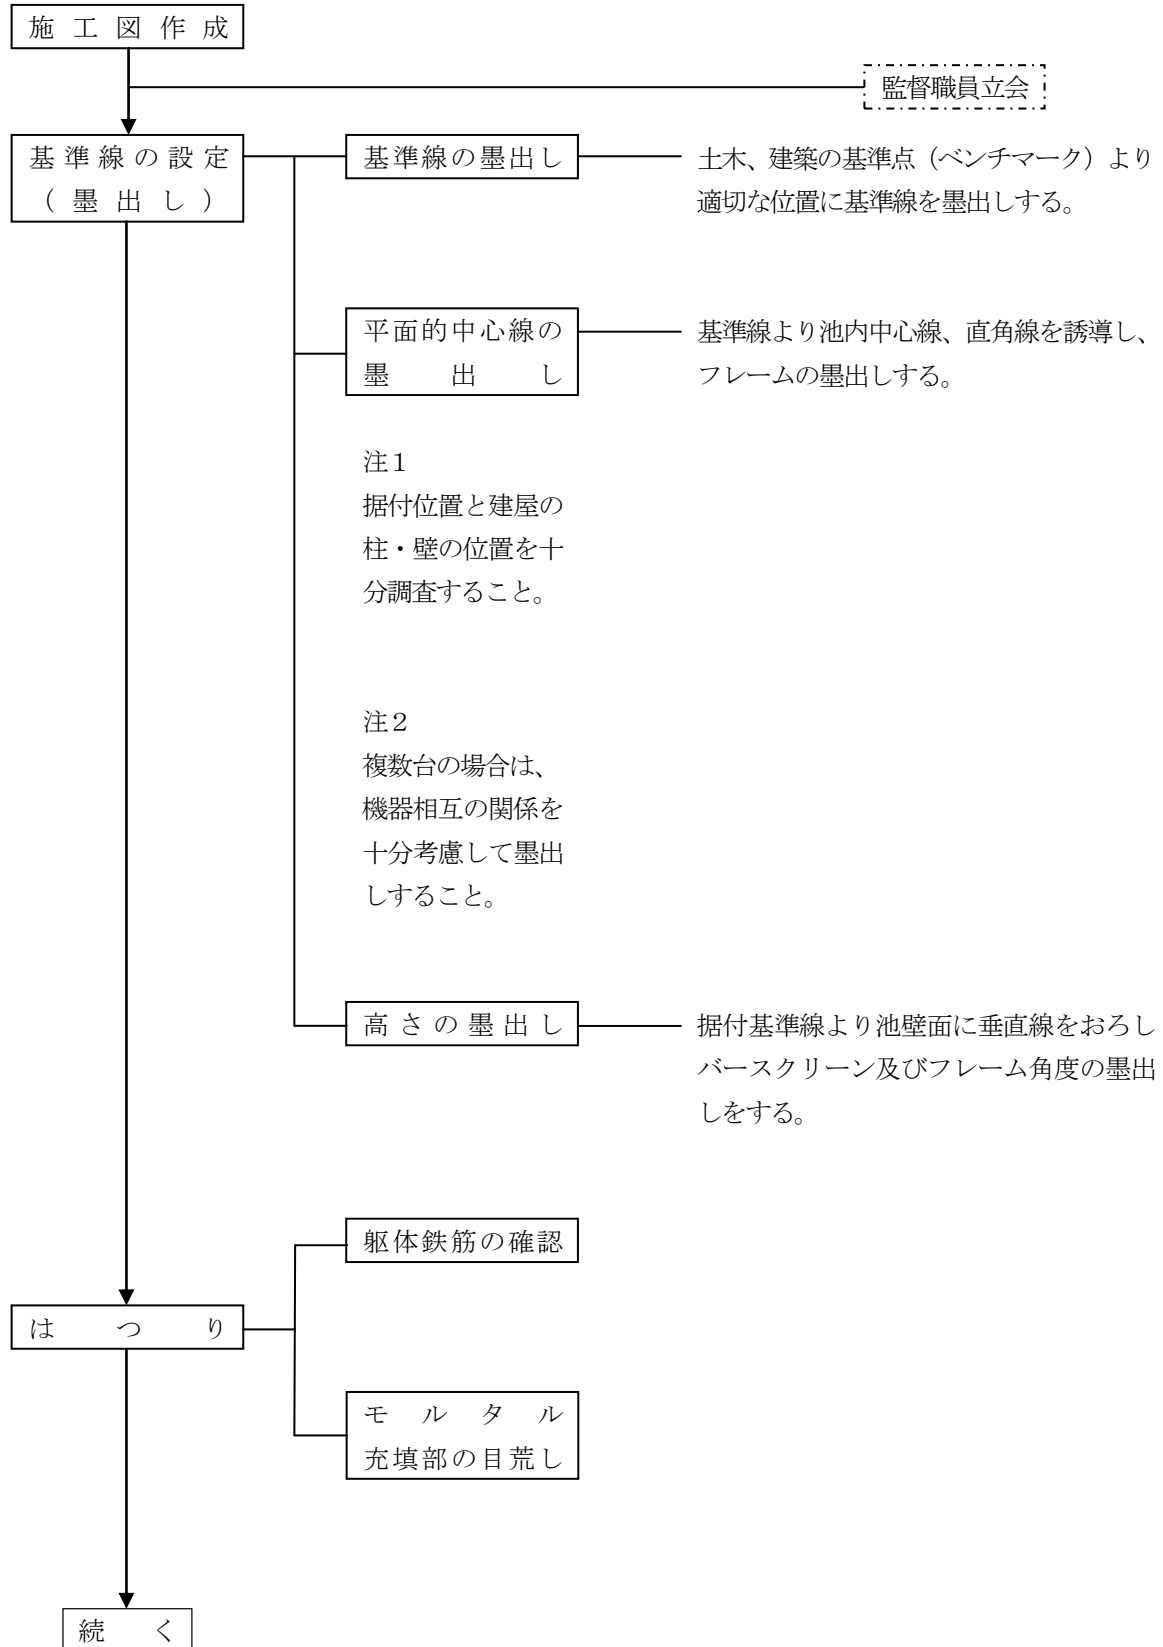 施工図作成
監督職員立会
基準線の設定
（墨出し）
基準線の墨出し
土木、建築の基準点（ベンチマーク）より
適切な位置に基準線を墨出しする。
平面的中心線の
墨出し
基準線より池内中心線、直角線を誘導し、
フレームの墨出しする。
注１
据付位置と建屋の
柱・壁の位置を十
分調査すること。
注２
複数台の場合は、
機器相互の関係を
十分考慮して墨出
しすること。
高さの墨出し
据付基準線より池壁面に垂直線をおろし
バースクリーン及びフレーム角度の墨出
しをする。
躯体鉄筋の確認
はつり
モルタル
充填部の目荒し
続く